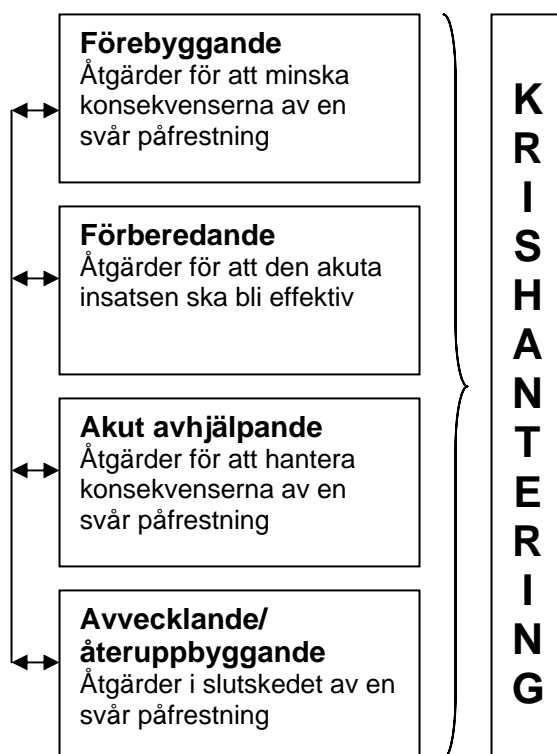 Förebyggande
Åtgärder för att minska
konsekvenserna av en
svår påfrestning
Förberedande
Åtgärder för att den akuta
insatsen ska bli effektiv
Akut avhjälpande
Åtgärder för att hantera
konsekvenserna av en
svår påfrestning
Avvecklande/
återuppbyggande
Åtgärder i slutskedet av en
svår påfrestning
K
R
I
S
H
A
N
T
E
R
I
N
G